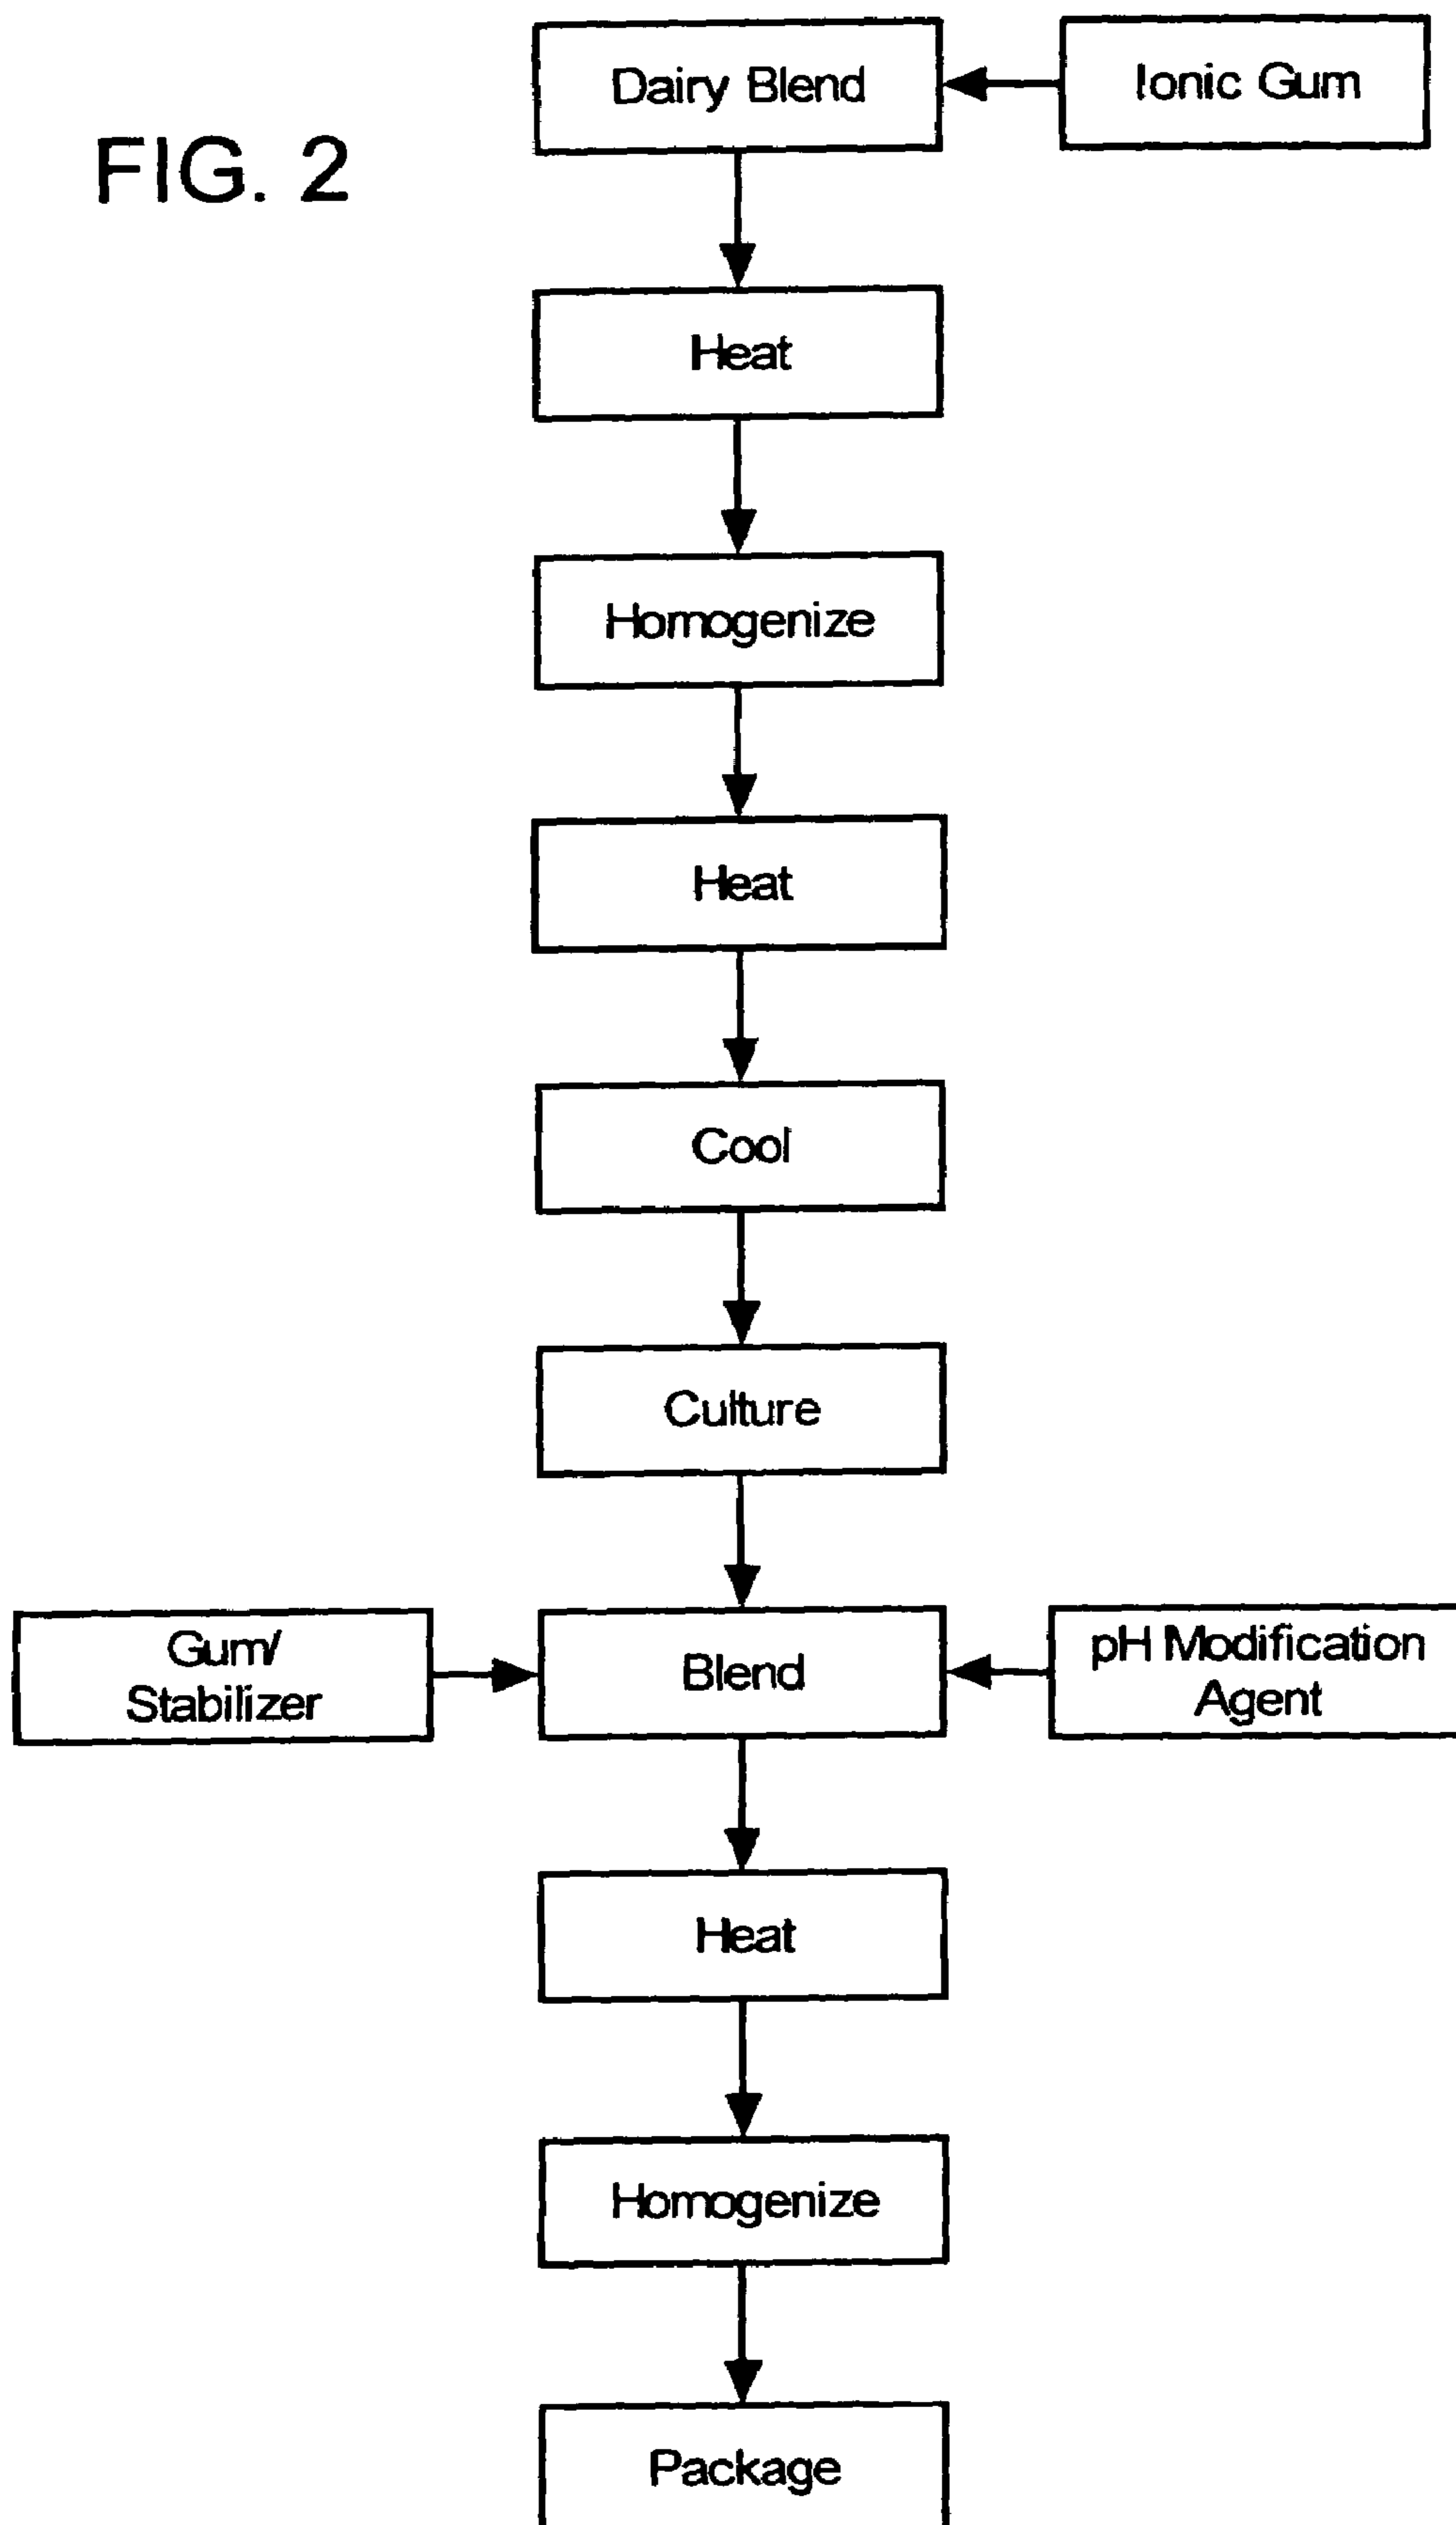 FIG. 2
Dairy Blend
Ionic Gum
Heat
Homogenize
Heat
Cool
Culture
Gum/
Stabilizer
Blend
pH Modification
Agent
Heat
Homogenize
Package